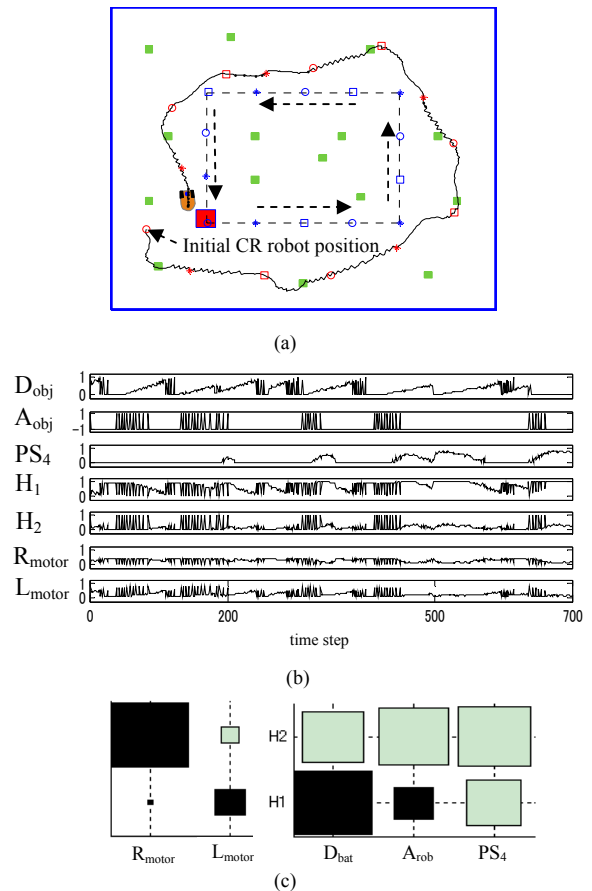 Initial CR robot position
(a)
D_obj 1 0
A_obj 1 -1
PS_4 1 0
H_1 1 0
H_2 1 0
R_motor 1 0
L_motor 1 0
0 200 500 700
time step
(b)
H2
H1
R_motor L_motor D_bat A_rob PS_4
(c)